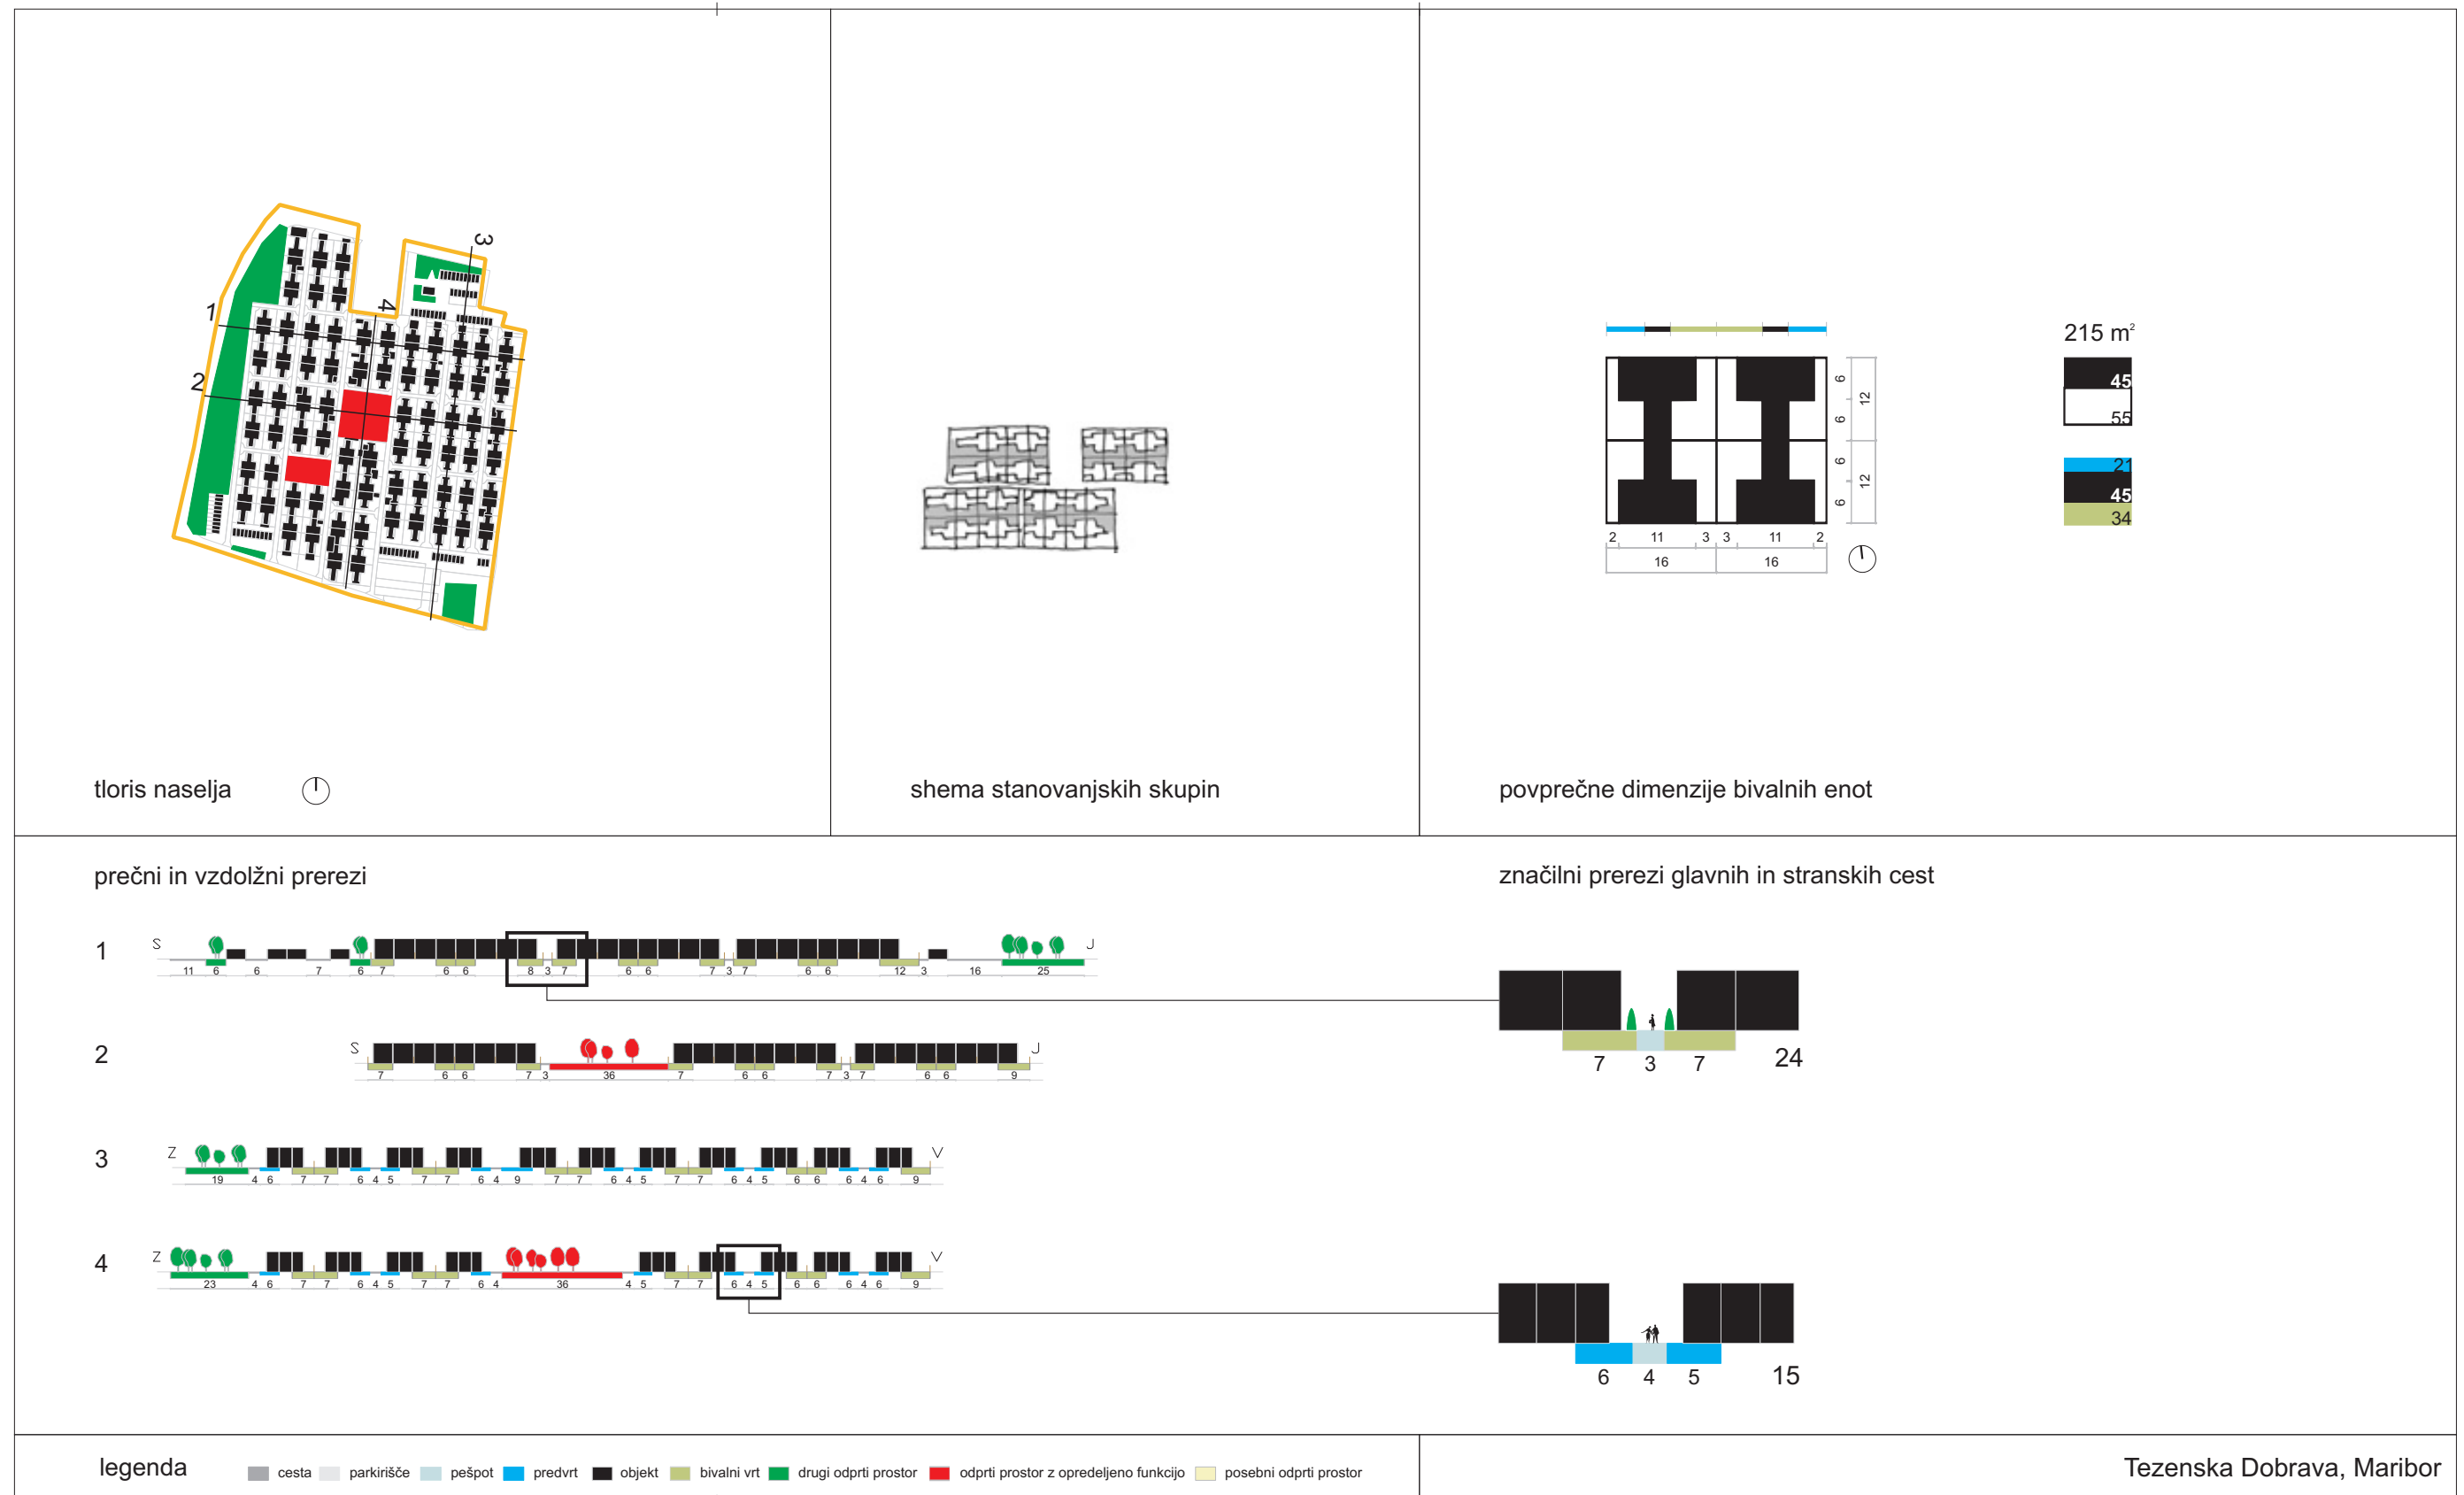 3
4
1
2
tloris naselja
shema stanovanjskih skupin
6
6
12
6
6
12
2 11 3 3 11 2
16 16
215 m²
45
55
21
45
34
povprečne dimenzije bivalnih enot
prečni in vzdolžni prerezi
1
S J
11 6 6 7 6 7 6 6 8 3 7 6 6 7 3 7 6 6 12 3 16 25
2
S J
7 6 6 7 3 36 7 6 6 7 3 7 6 6 9
3
Z V
19 4 6 7 7 6 4 5 7 7 6 4 9 7 7 6 4 5 7 7 6 4 5 6 6 6 4 6 9
4
Z V
23 4 6 7 7 6 4 5 7 7 6 4 36 4 5 7 7 6 4 5 6 6 6 4 6 9
značilni prerezi glavnih in stranskih cest
7 3 7 24
6 4 5 15
legenda cesta parkirišče pešpot predvrt objekt bivalni vrt drugi odprti prostor odprti prostor z opredeljeno funkcijo posebni odprti prostor
Tezenska Dobrava, Maribor